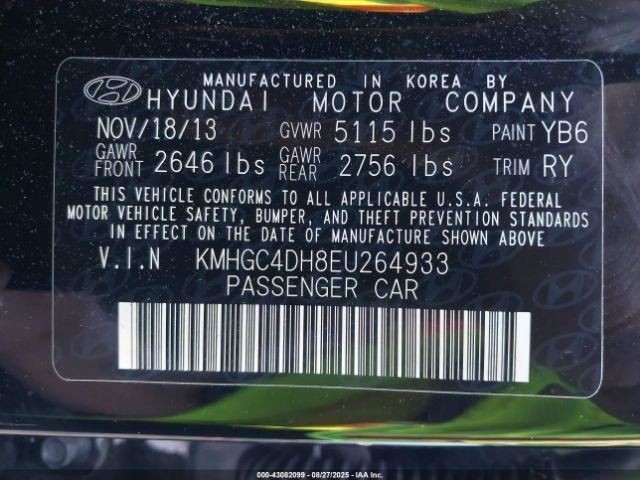 MANUFACTURED IN KOREA BY
HYUNDAI MOTOR COMPANY
NOV/18/13 GVWR 5115 lbs PAINT YB6
GAWR FRONT 2646 lbs GAWR REAR 2756 lbs TRIM RY
THIS VEHICLE CONFORMS TO ALL APPLICABLE U.S.A. FEDERAL
MOTOR VEHICLE SAFETY, BUMPER, AND THEFT PREVENTION STANDARDS
IN EFFECT ON THE DATE OF MANUFACTURE SHOWN ABOVE
V.I.N KMHGC4DH8EU264933
PASSENGER CAR
000-43082099 | 08/27/2025 | IAA Inc.